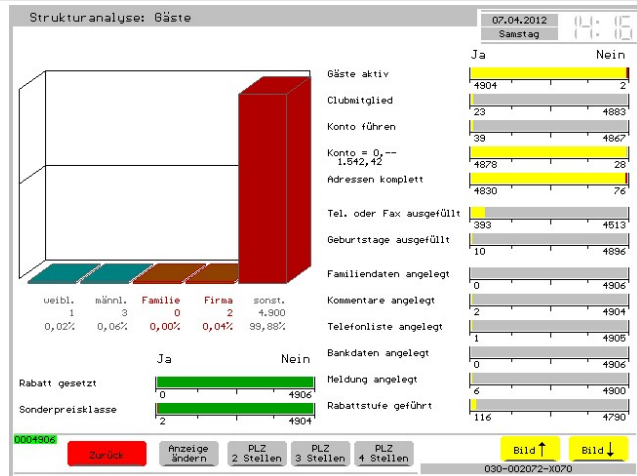 Strukturanalyse: Gäste
07.04.2012
Samstag
14:16
Ja Nein
Gäste aktiv
4904 2
Clubmitglied
23 4883
Konto führen
39 4867
Konto = 0,--
1.542,42
4878 28
Adressen komplett
4830 76
Tel. oder Fax ausgefüllt
393 4513
Geburtstage ausgefüllt
10 4896
Familiendaten angelegt
0 4906
Kommentare angelegt
2 4904
Telefonliste angelegt
1 4905
Bankdaten angelegt
0 4906
Meldung angelegt
6 4900
Rabattstufe geführt
116 4790
weibl. männl. Familie Firma sonst.
1 3 0 2 4.900
0,02% 0,06% 0,00% 0,04% 99,88%
Ja Nein
Rabatt gesetzt
0 4906
Sonderpreisklasse
2 4904
0004906
Zurück
Anzeige ändern
PLZ 2 Stellen
PLZ 3 Stellen
PLZ 4 Stellen
Bild↑
Bild↓
030-002072-X070